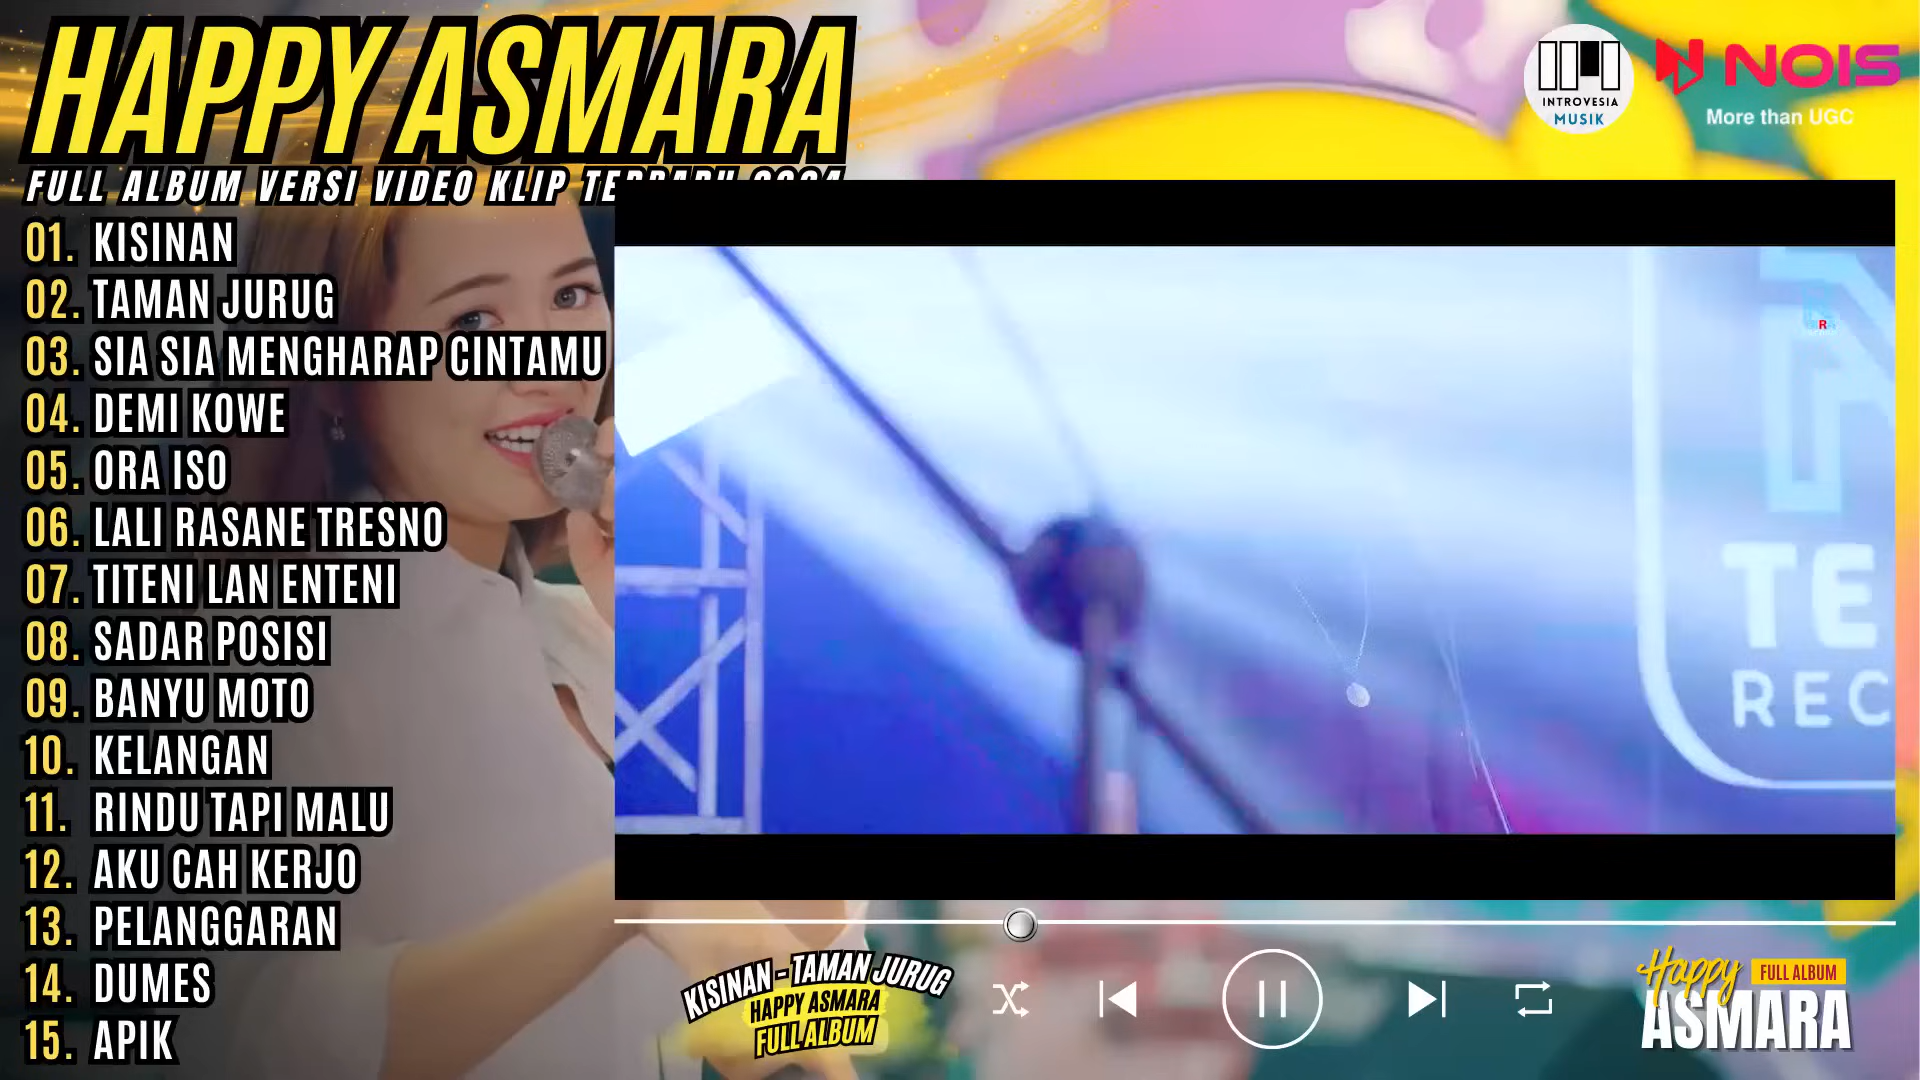 HAPPY ASMARA
FULL ALBUM VERSI VIDEO KLIP
01. KISINAN
02. TAMAN JURUG
03. SIA SIA MENGHARAP CINTAMU
04. DEMI KOWE
05. ORA ISO
06. LALI RASANE TRESNO
07. TITENI LAN ENTENI
08. SADAR POSISI
09. BANYU MOTO
10. KELANGAN
11. RINDU TAPI MALU
12. AKU CAH KERJO
13. PELANGGARAN
14. DUMES
15. APIK
INTROVESIA
MUSIK
NOIS
More than UGC
TE
REC
KISINAN - TAMAN JURUG
HAPPY ASMARA
FULL ALBUM
Happy FULL ALBUM
ASMARA